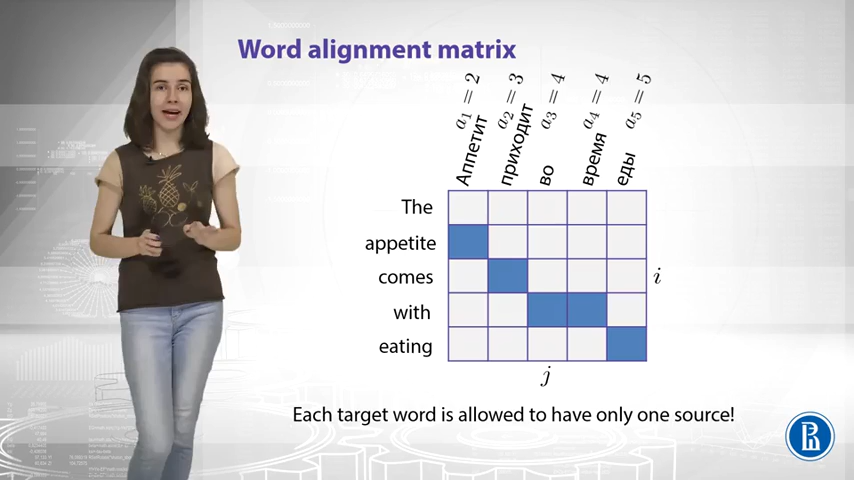 Word alignment matrix
a₁ = 2
a₂ = 3
a₃ = 4
a₄ = 4
a₅ = 5
Аппетит
приходит
во
время
еды
The
appetite
comes
with
eating
i
j
Each target word is allowed to have only one source!